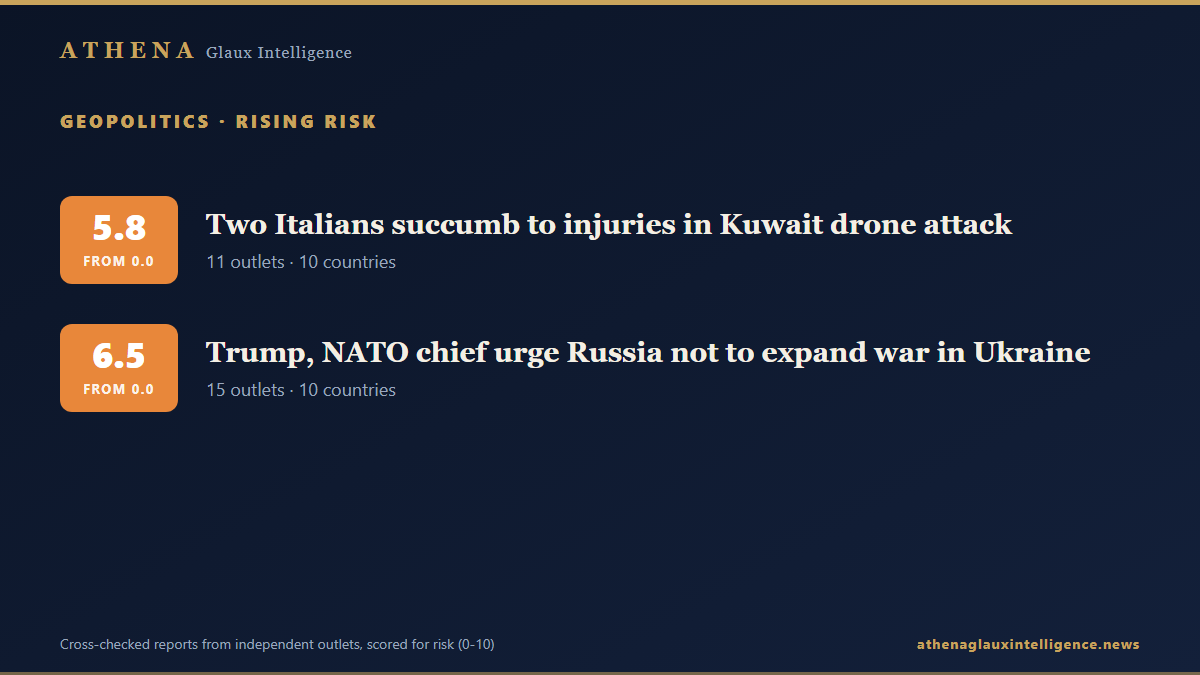 ATHENA Glaux Intelligence
GEOPOLITICS · RISING RISK
5.8
FROM 0.0
Two Italians succumb to injuries in Kuwait drone attack
11 outlets · 10 countries
6.5
FROM 0.0
Trump, NATO chief urge Russia not to expand war in Ukraine
15 outlets · 10 countries
Cross-checked reports from independent outlets, scored for risk (0-10)
athenaglauxintelligence.news